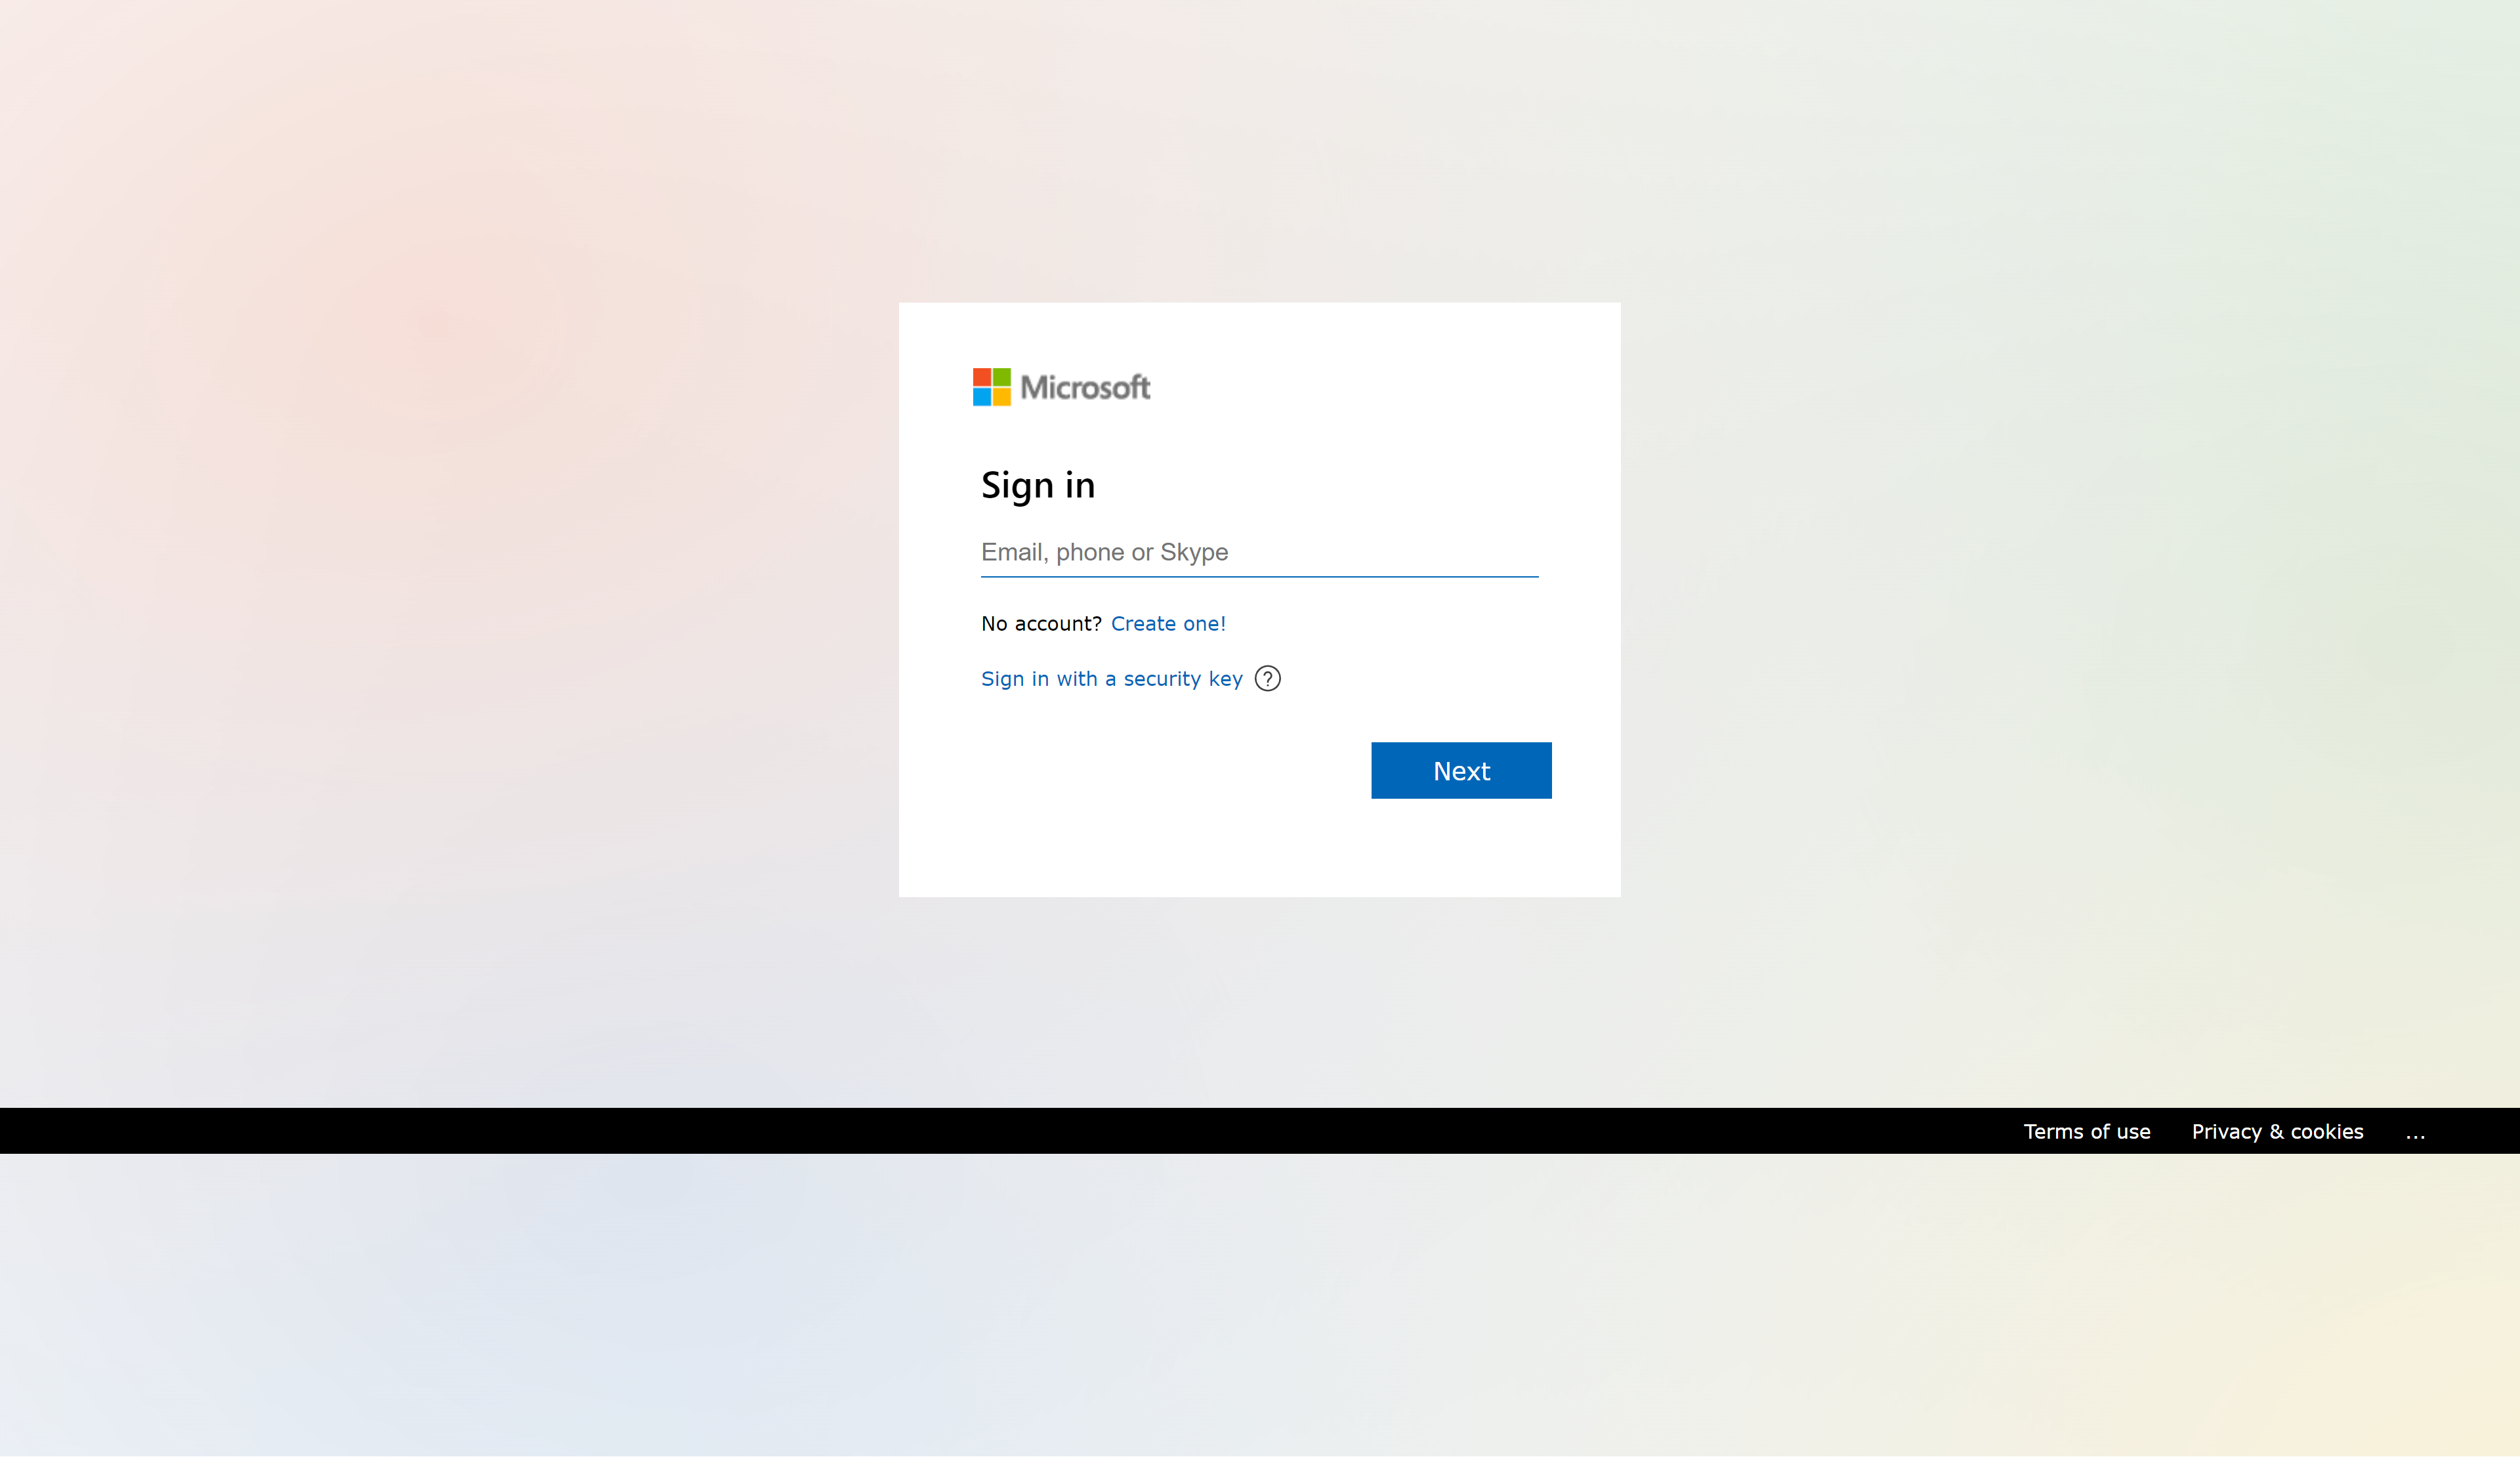 Microsoft
Sign in
Email, phone or Skype
No account? Create one!
Sign in with a security key ?
Next
Terms of use Privacy & cookies ...